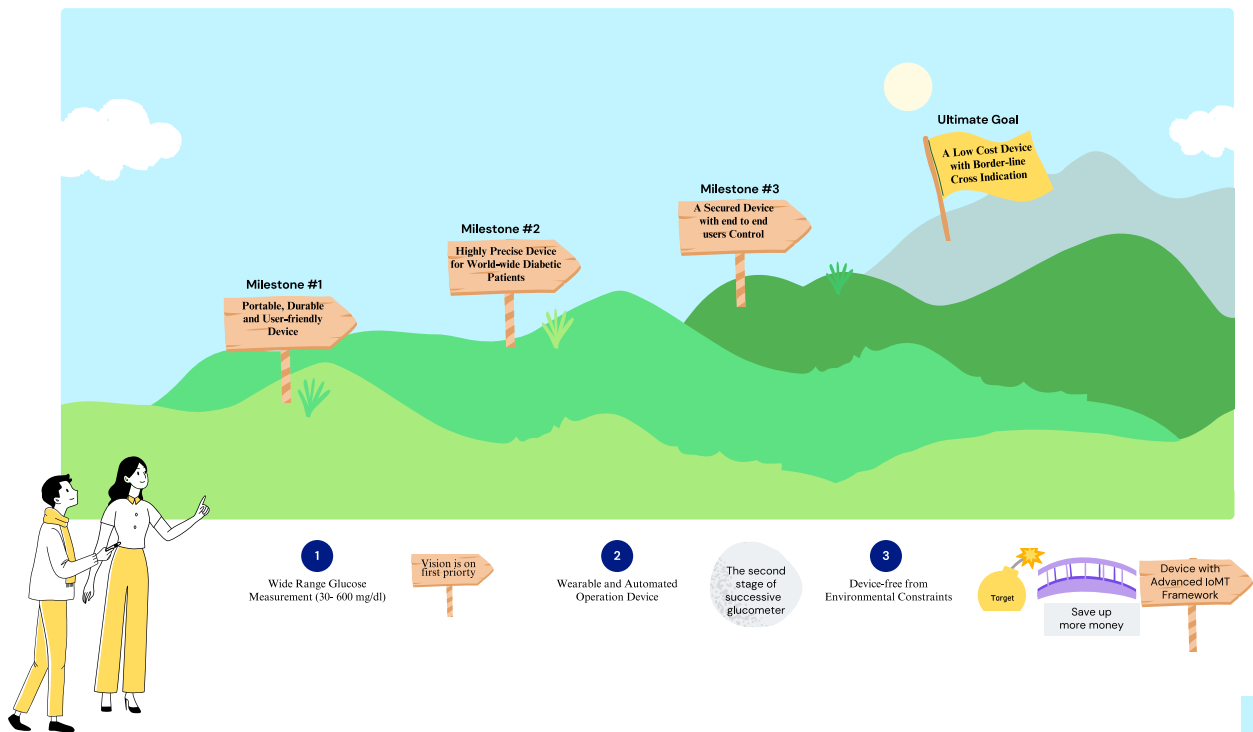 Ultimate Goal
A Low Cost Device
with Border-line
Cross Indication
Milestone #3
A Secured Device
with end to end
users Control
Milestone #2
Highly Precise Device
for World-wide Diabetic
Patients
Milestone #1
Portable, Durable
and User-friendly
Device
1
Wide Range Glucose
Measurement (30- 600 mg/dl)
Vision is on
first priorty
2
Wearable and Automated
Operation Device
The second
stage of
successive
glucometer
3
Device-free from
Environmental Constraints
Target
Save up
more money
Device with
Advanced IoMT
Framework